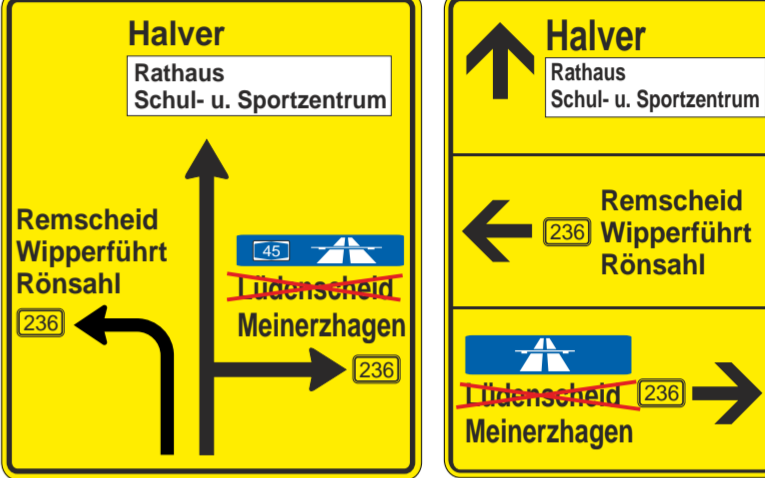 Halver
Rathaus
Schul- u. Sportzentrum
Remscheid
Wipperführt
Rönsahl
236
45
Lüdenscheid
Meinerzhagen
236
Halver
Rathaus
Schul- u. Sportzentrum
236
Remscheid
Wipperführt
Rönsahl
Lüdenscheid 236
Meinerzhagen